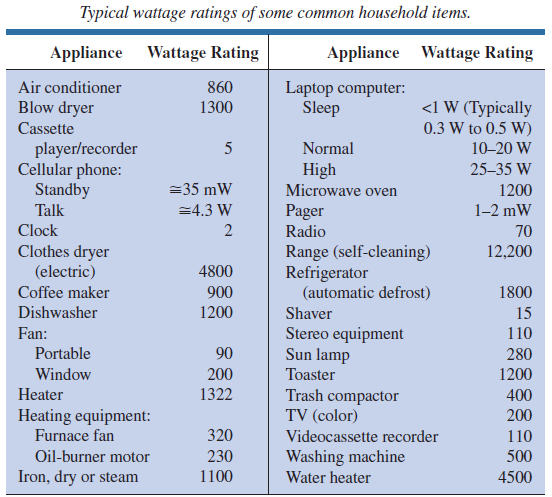 Typical wattage ratings of some common household items.
Appliance Wattage Rating
Air conditioner 860
Blow dryer 1300
Cassette
player/recorder 5
Cellular phone:
Standby ≅35 mW
Talk ≅4.3 W
Clock 2
Clothes dryer
(electric) 4800
Coffee maker 900
Dishwasher 1200
Fan:
Portable 90
Window 200
Heater 1322
Heating equipment:
Furnace fan 320
Oil-burner motor 230
Iron, dry or steam 1100
Appliance Wattage Rating
Laptop computer:
Sleep <1 W (Typically
0.3 W to 0.5 W)
Normal 10–20 W
High 25–35 W
Microwave oven 1200
Pager 1–2 mW
Radio 70
Range (self-cleaning) 12,200
Refrigerator
(automatic defrost) 1800
Shaver 15
Stereo equipment 110
Sun lamp 280
Toaster 1200
Trash compactor 400
TV (color) 200
Videocassette recorder 110
Washing machine 500
Water heater 4500